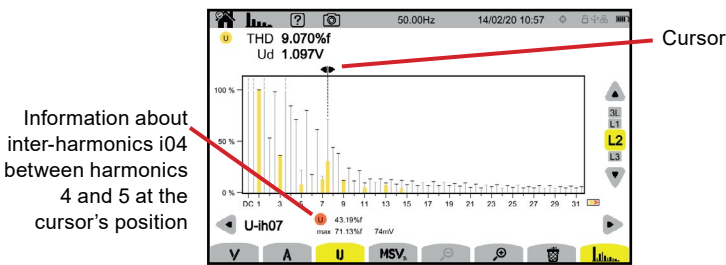 ? 50.00Hz 14/02/20 10:57
U THD 9.070%f
Ud 1.097V
Cursor
100 %
50 %
0 %
3L
L1
L2
L3
DC 1 3 5 7 9 11 13 15 17 19 21 23 25 27 29 31
Information about
inter-harmonics i04
between harmonics
4 and 5 at the
cursor's position
U-ih07 U 43.19%f
max 71.13%f 74mV
V A U MSV